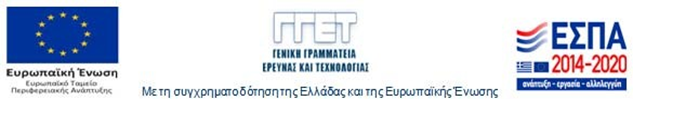 Ευρωπαϊκή Ένωση
Ευρωπαϊκό Ταμείο
Περιφερειακής Ανάπτυξης
ΓΓΕΤ
ΓΕΝΙΚΗ ΓΡΑΜΜΑΤΕΙΑ
ΕΡΕΥΝΑΣ ΚΑΙ ΤΕΧΝΟΛΟΓΙΑΣ
Με τη συγχρηματοδότηση της Ελλάδας και της Ευρωπαϊκής Ένωσης
ΕΣΠΑ
2014-2020
ανάπτυξη - εργασία - αλληλεγγύη